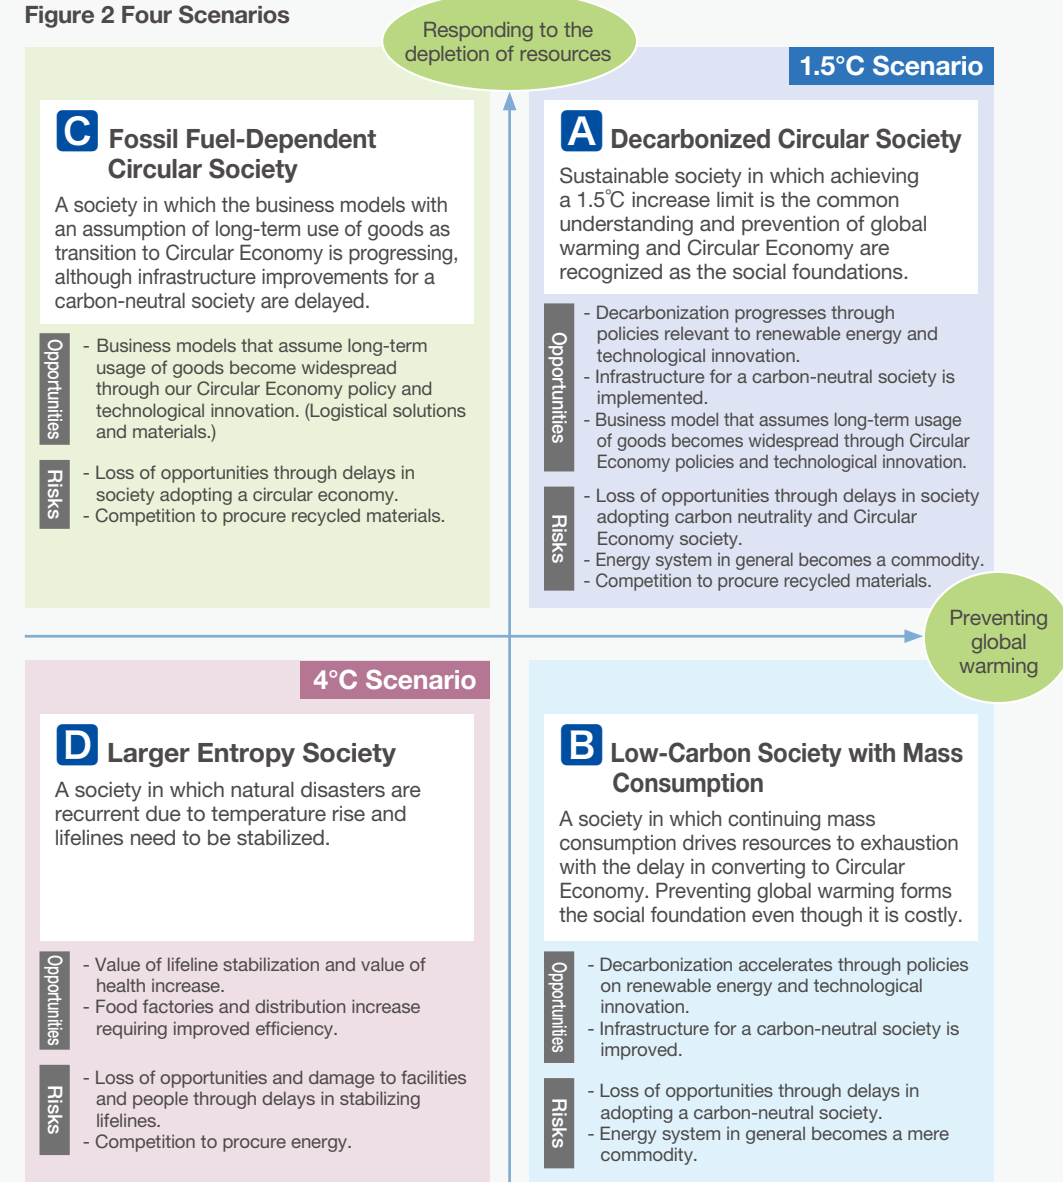 Figure 2 Four Scenarios
Responding to the
depletion of resources
1.5°C Scenario
C Fossil Fuel-Dependent
Circular Society
A society in which the business models with
an assumption of long-term use of goods as
transition to Circular Economy is progressing,
although infrastructure improvements for a
carbon-neutral society are delayed.
Opportunities
- Business models that assume long-term
usage of goods become widespread
through our Circular Economy policy and
technological innovation. (Logistical solutions
and materials.)
Risks
- Loss of opportunities through delays in
society adopting a circular economy.
- Competition to procure recycled materials.
A Decarbonized Circular Society
Sustainable society in which achieving
a 1.5℃ increase limit is the common
understanding and prevention of global
warming and Circular Economy are
recognized as the social foundations.
Opportunities
- Decarbonization progresses through
policies relevant to renewable energy and
technological innovation.
- Infrastructure for a carbon-neutral society is
implemented.
- Business model that assumes long-term usage
of goods becomes widespread through Circular
Economy policies and technological innovation.
Risks
- Loss of opportunities through delays in society
adopting carbon neutrality and Circular
Economy society.
- Energy system in general becomes a commodity.
- Competition to procure recycled materials.
Preventing
global
warming
4°C Scenario
D Larger Entropy Society
A society in which natural disasters are
recurrent due to temperature rise and
lifelines need to be stabilized.
Opportunities
- Value of lifeline stabilization and value of
health increase.
- Food factories and distribution increase
requiring improved efficiency.
Risks
- Loss of opportunities and damage to facilities
and people through delays in stabilizing
lifelines.
- Competition to procure energy.
B Low-Carbon Society with Mass
Consumption
A society in which continuing mass
consumption drives resources to exhaustion
with the delay in converting to Circular
Economy. Preventing global warming forms
the social foundation even though it is costly.
Opportunities
- Decarbonization accelerates through policies
on renewable energy and technological
innovation.
- Infrastructure for a carbon-neutral society is
improved.
Risks
- Loss of opportunities through delays in
adopting a carbon-neutral society.
- Energy system in general becomes a mere
commodity.